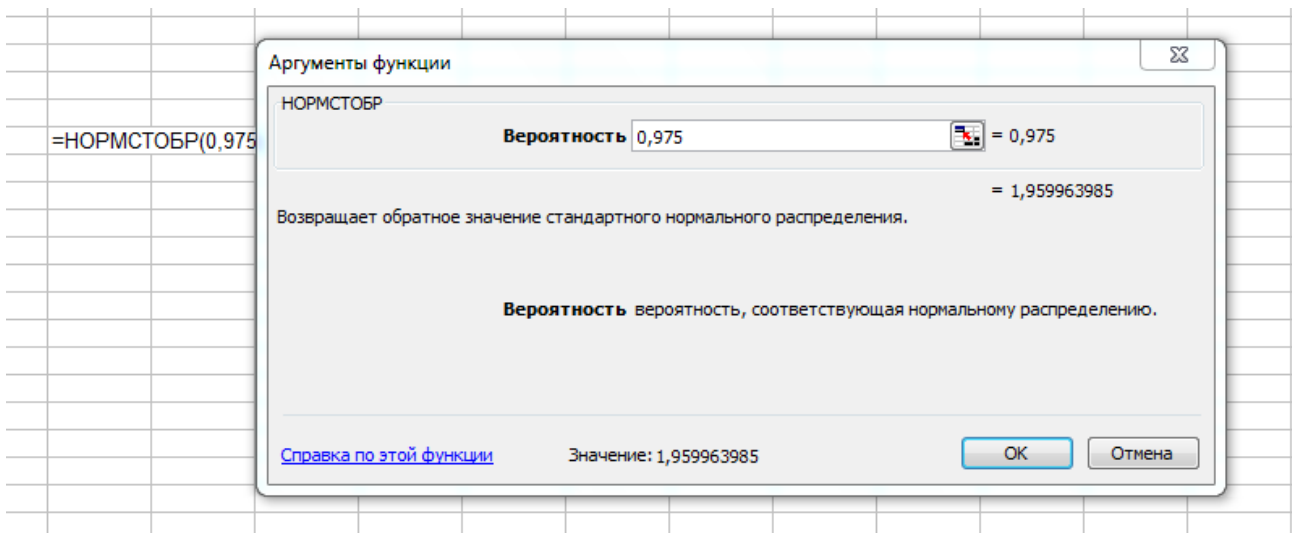 Аргументы функции
НОРМСТОБР
=НОРМСТОБР(0,975
Вероятность 0,975 = 0,975
= 1,959963985
Возвращает обратное значение стандартного нормального распределения.
Вероятность вероятность, соответствующая нормальному распределению.
Справка по этой функции Значение: 1,959963985 ОК Отмена